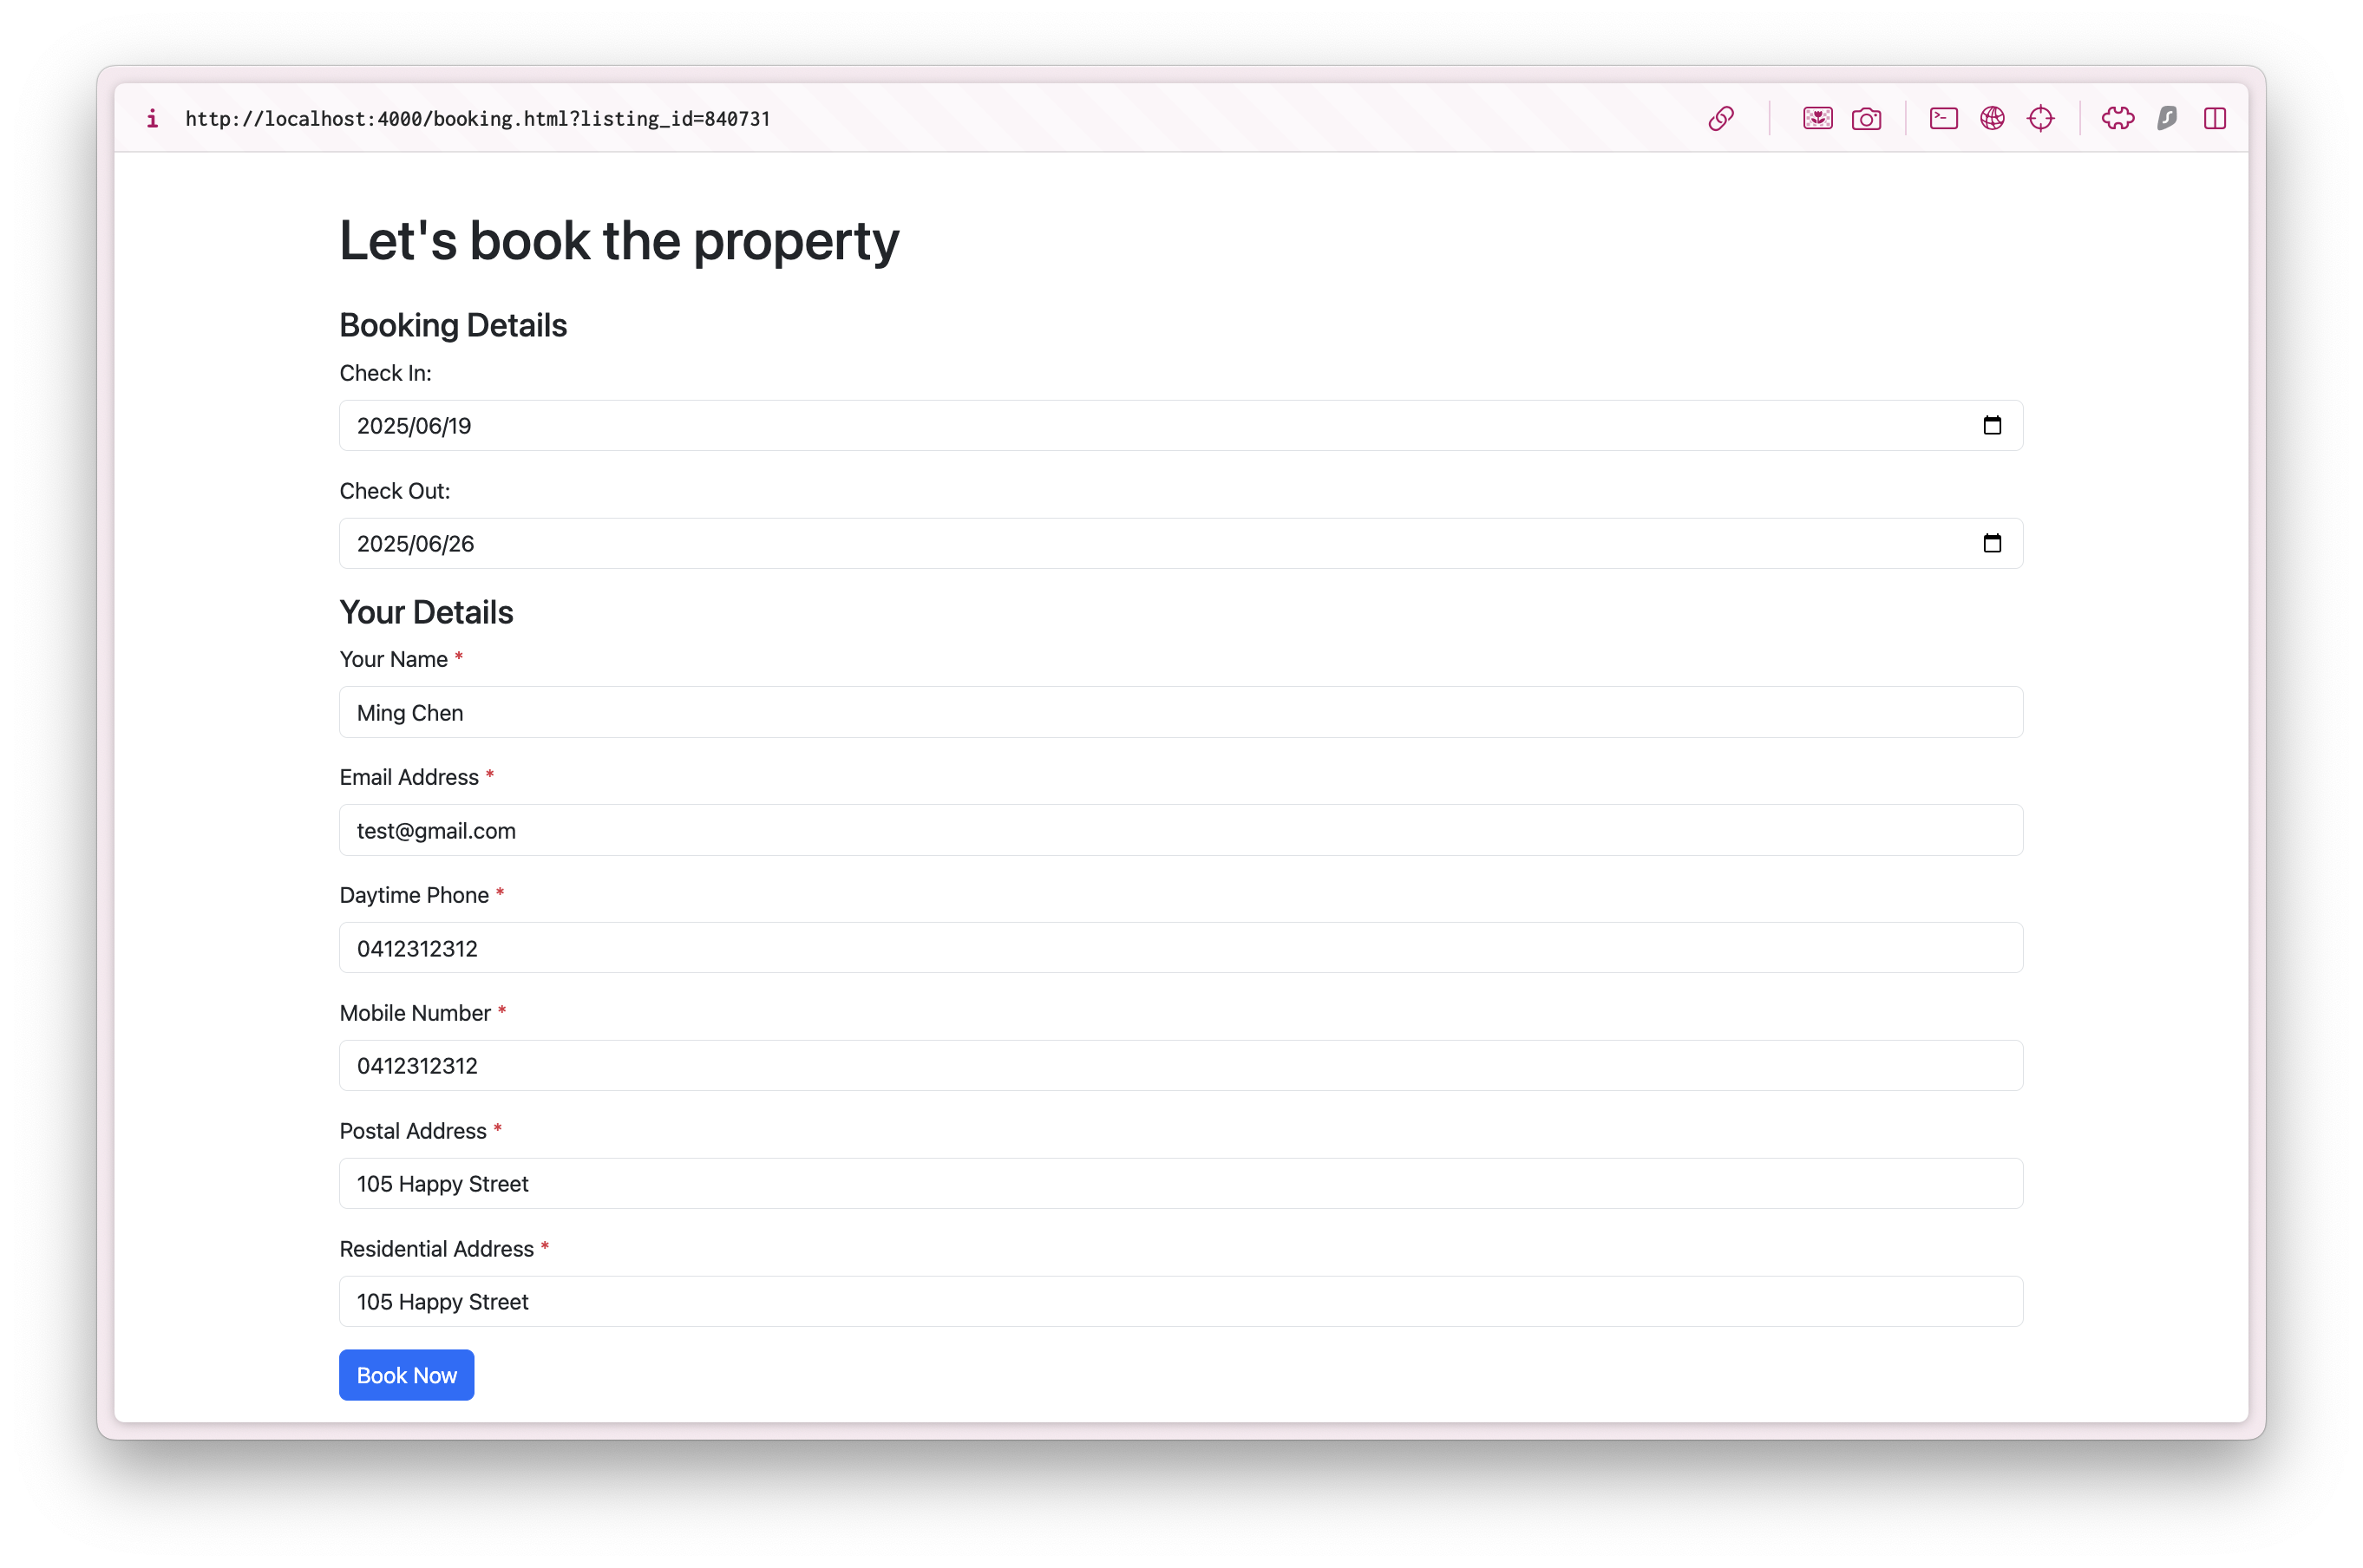 http://localhost:4000/booking.html?listing_id=840731
Let's book the property
Booking Details
Check In:
2025/06/19
Check Out:
2025/06/26
Your Details
Your Name *
Ming Chen
Email Address *
test@gmail.com
Daytime Phone *
0412312312
Mobile Number *
0412312312
Postal Address *
105 Happy Street
Residential Address *
105 Happy Street
Book Now